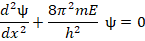 d²ψ/dx² + 8π²mE/h² ψ = 0